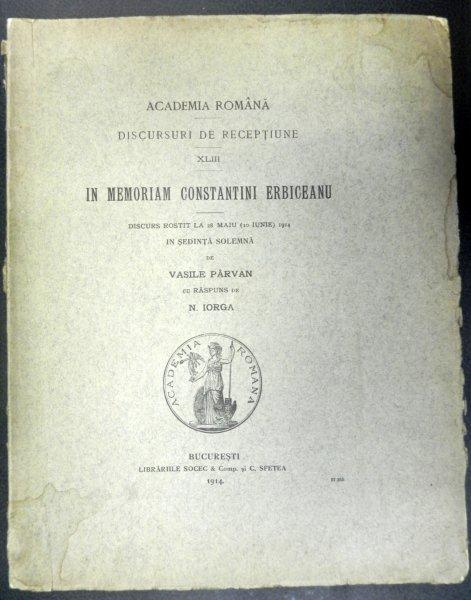 ACADEMIA ROMÂNĂ
DISCURSURI DE RECEPȚIUNE
XLIII
IN MEMORIAM CONSTANTINI ERBICEANU
DISCURS ROSTIT LA 28 MAIU (10 IUNIE) 1914
IN ȘEDINȚĂ SOLEMNĂ
DE
VASILE PÂRVAN
CU RĂSPUNS DE
N. IORGA
ACADEMIA ROMANA
BUCUREȘTI
LIBRĂRIILE SOCEC & Comp. și C. SFETEA
1914.